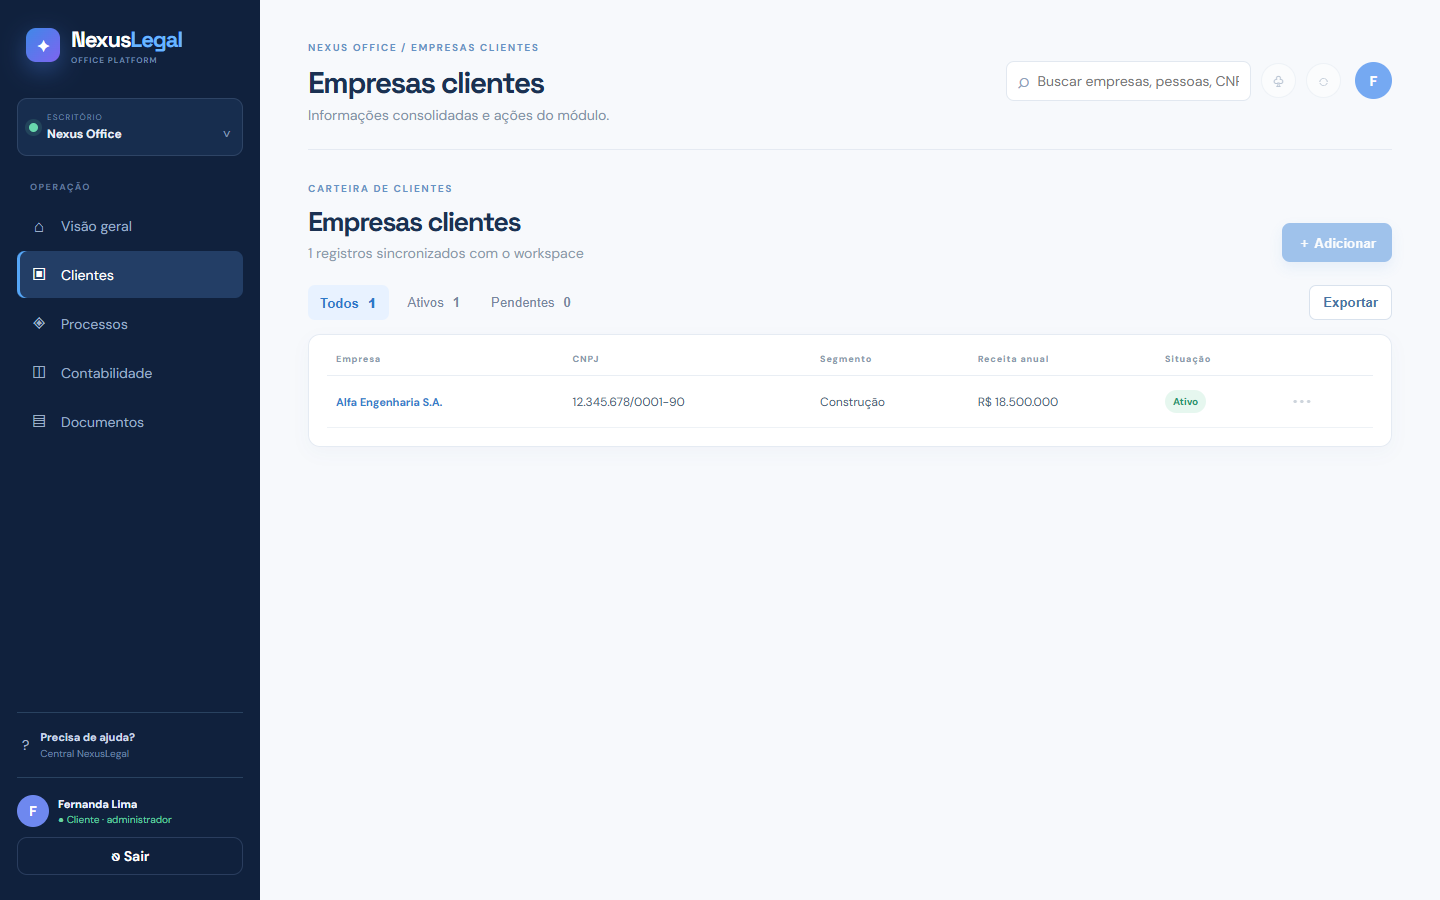 NexusLegal
OFFICE PLATFORM
ESCRITÓRIO
Nexus Office
OPERAÇÃO
Visão geral
Clientes
Processos
Contabilidade
Documentos
?
Precisa de ajuda?
Central NexusLegal
F
Fernanda Lima
● Cliente · administrador
Sair
NEXUS OFFICE / EMPRESAS CLIENTES
Empresas clientes
Informações consolidadas e ações do módulo.
Buscar empresas, pessoas, CNF
F
CARTEIRA DE CLIENTES
Empresas clientes
1 registros sincronizados com o workspace
+ Adicionar
Todos 1 Ativos 1 Pendentes 0
Exportar
Empresa CNPJ Segmento Receita anual Situação
Alfa Engenharia S.A. 12.345.678/0001-90 Construção R$ 18.500.000 Ativo •••